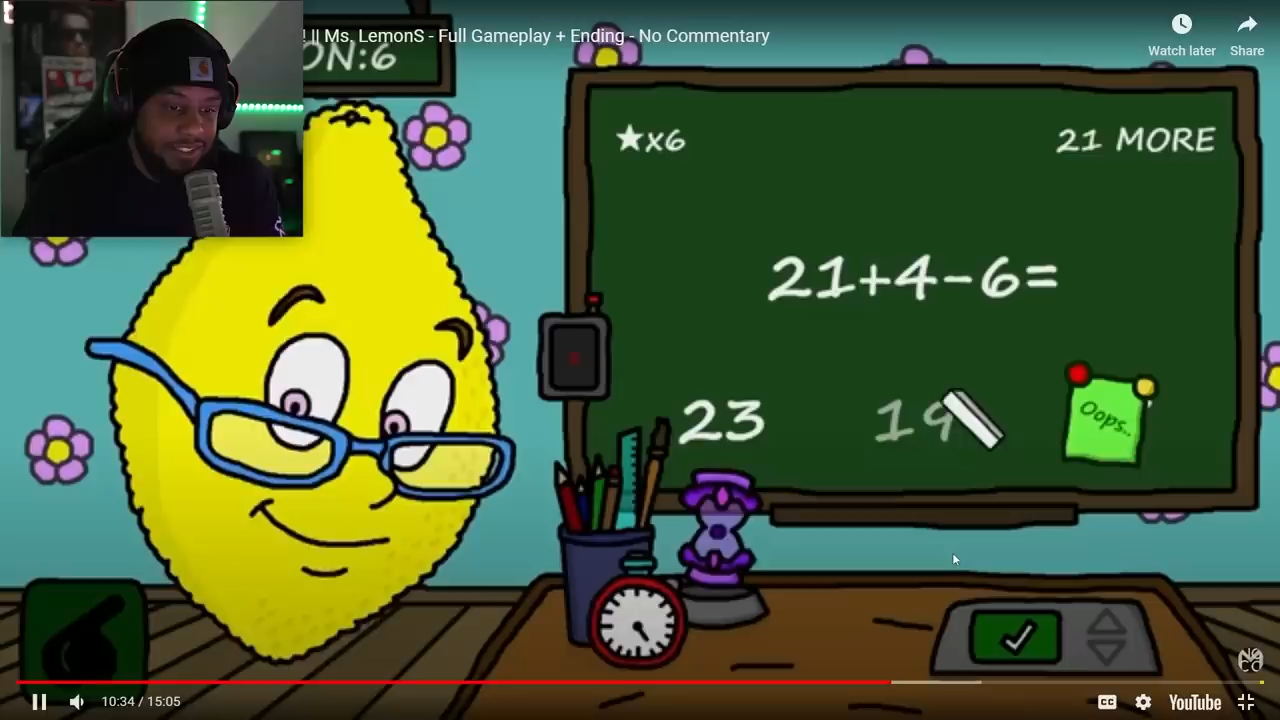 ! || Ms. LemonS - Full Gameplay + Ending - No Commentary
Watch later
Share
ON:6
★x6
21 MORE
21+4-6=
23
19
Oops..
10:34 / 15:05
CC
YouTube